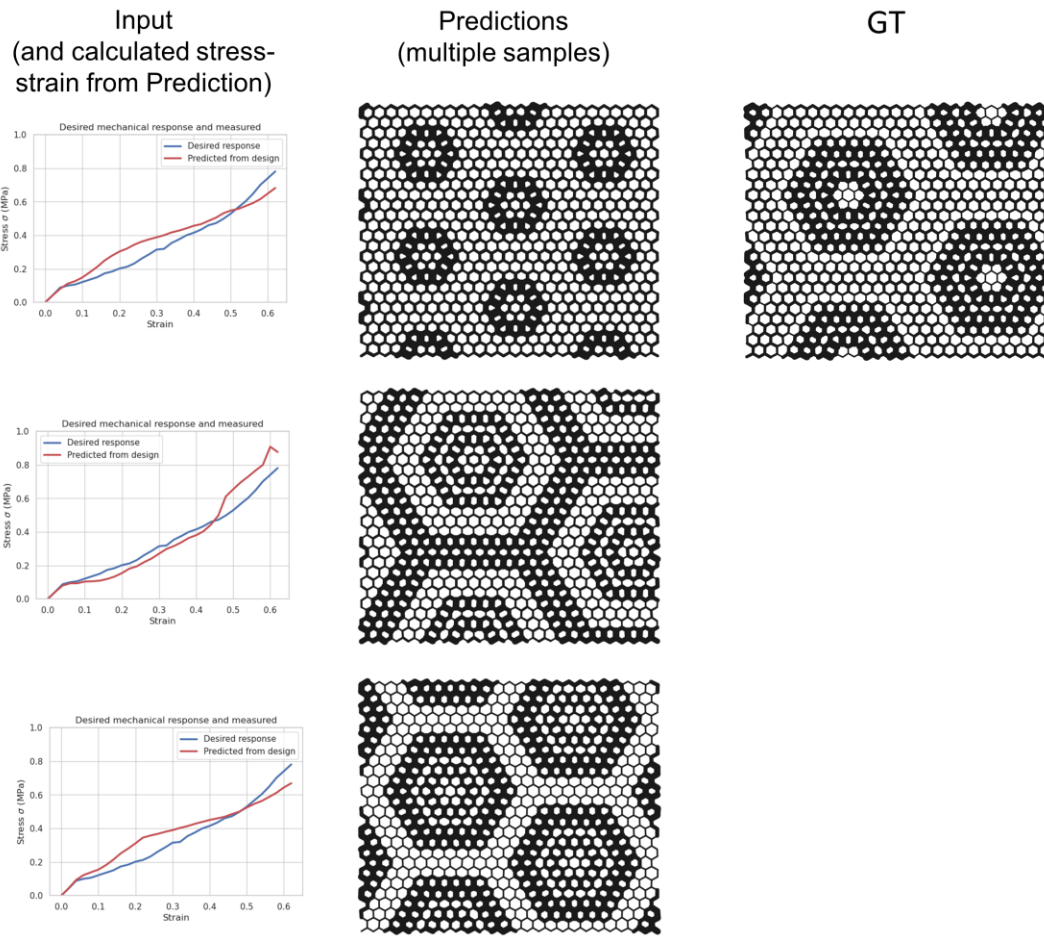 Input
(and calculated stress-
strain from Prediction)
Predictions
(multiple samples)
GT
Desired mechanical response and measured
1.0
0.8
0.6
0.4
0.2
0.0
Stress σ (MPa)
Desired response
Predicted from design
0.0 0.1 0.2 0.3 0.4 0.5 0.6
Strain
Desired mechanical response and measured
1.0
0.8
0.6
0.4
0.2
0.0
Stress σ (MPa)
Desired response
Predicted from design
0.0 0.1 0.2 0.3 0.4 0.5 0.6
Strain
Desired mechanical response and measured
1.0
0.8
0.6
0.4
0.2
0.0
Stress σ (MPa)
Desired response
Predicted from design
0.0 0.1 0.2 0.3 0.4 0.5 0.6
Strain